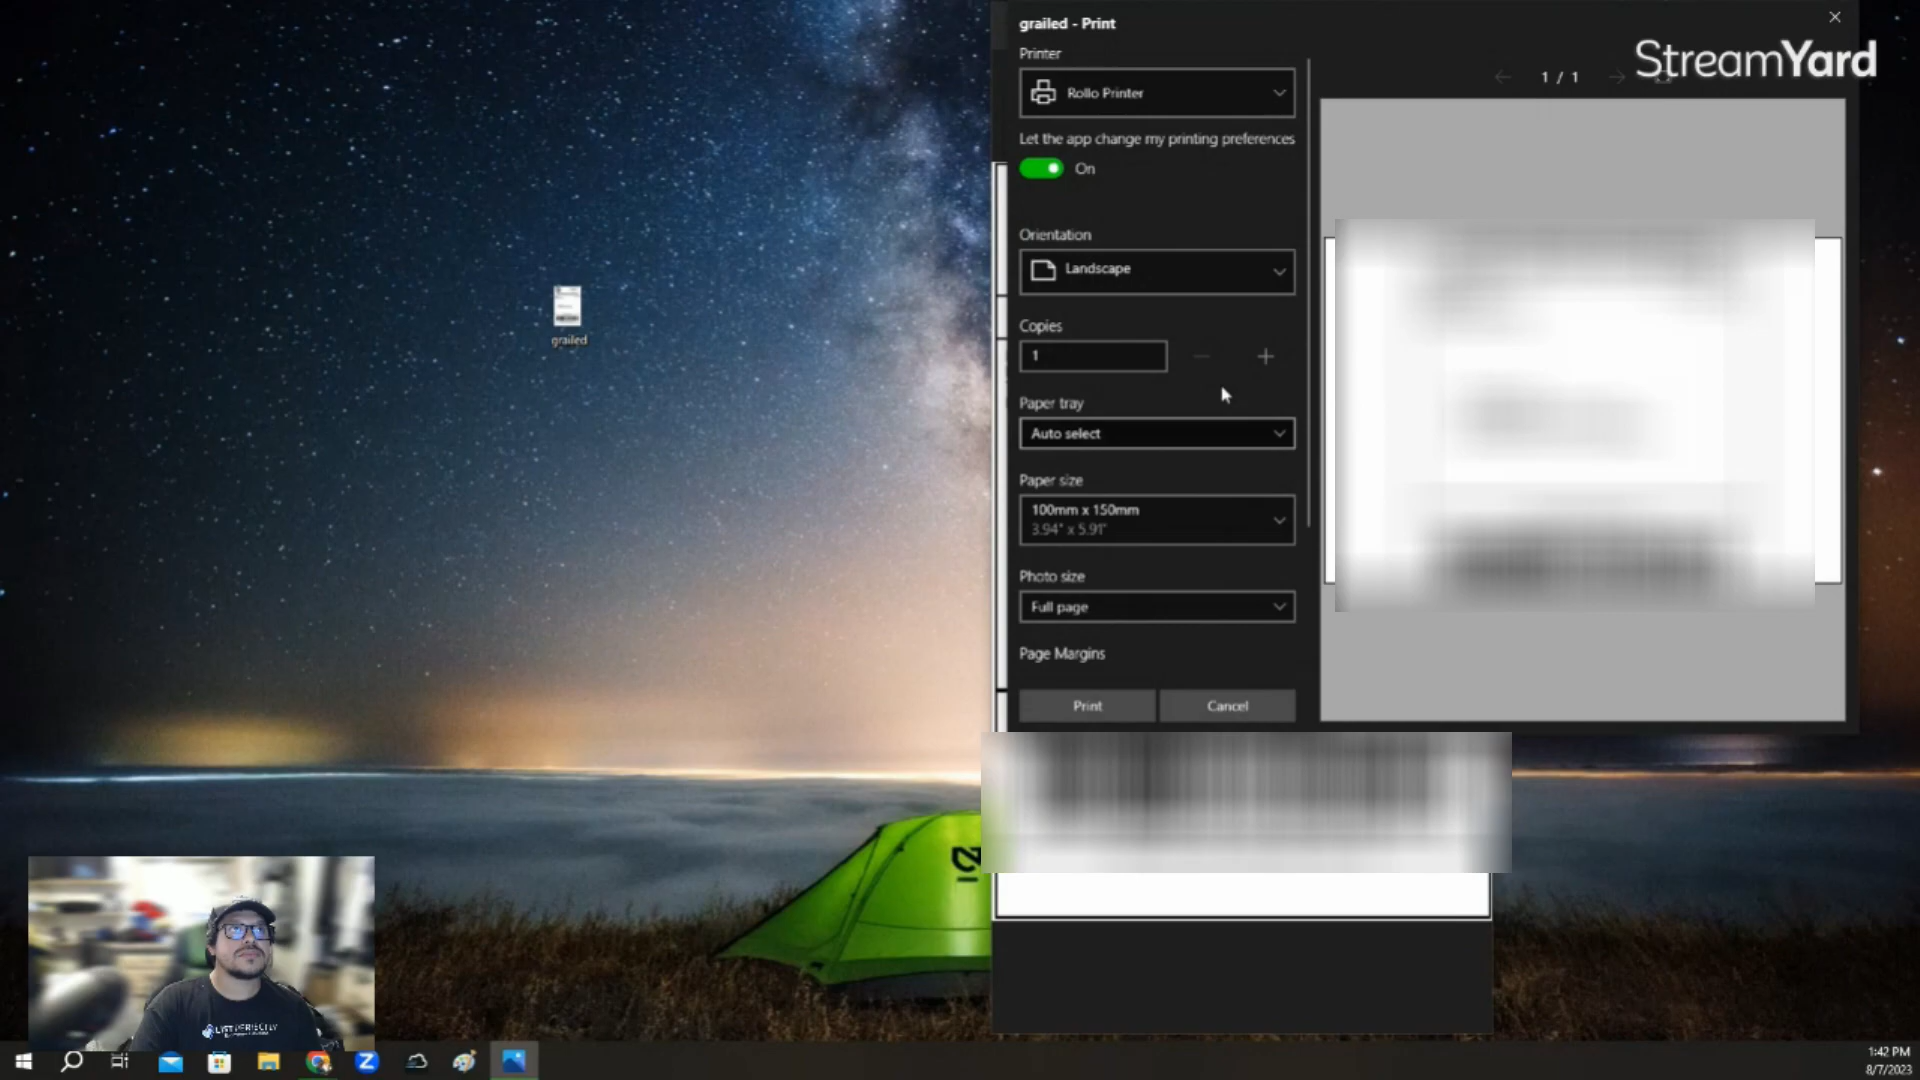 grailed - Print
StreamYard
Printer
1 / 1
Rollo Printer
Let the app change my printing preferences
On
Orientation
Landscape
Copies
1
Paper tray
Auto select
Paper size
100mm x 150mm
3.94" x 5.91"
Photo size
Full page
Page Margins
Print
Cancel
grailed
1:42 PM
8/7/2023